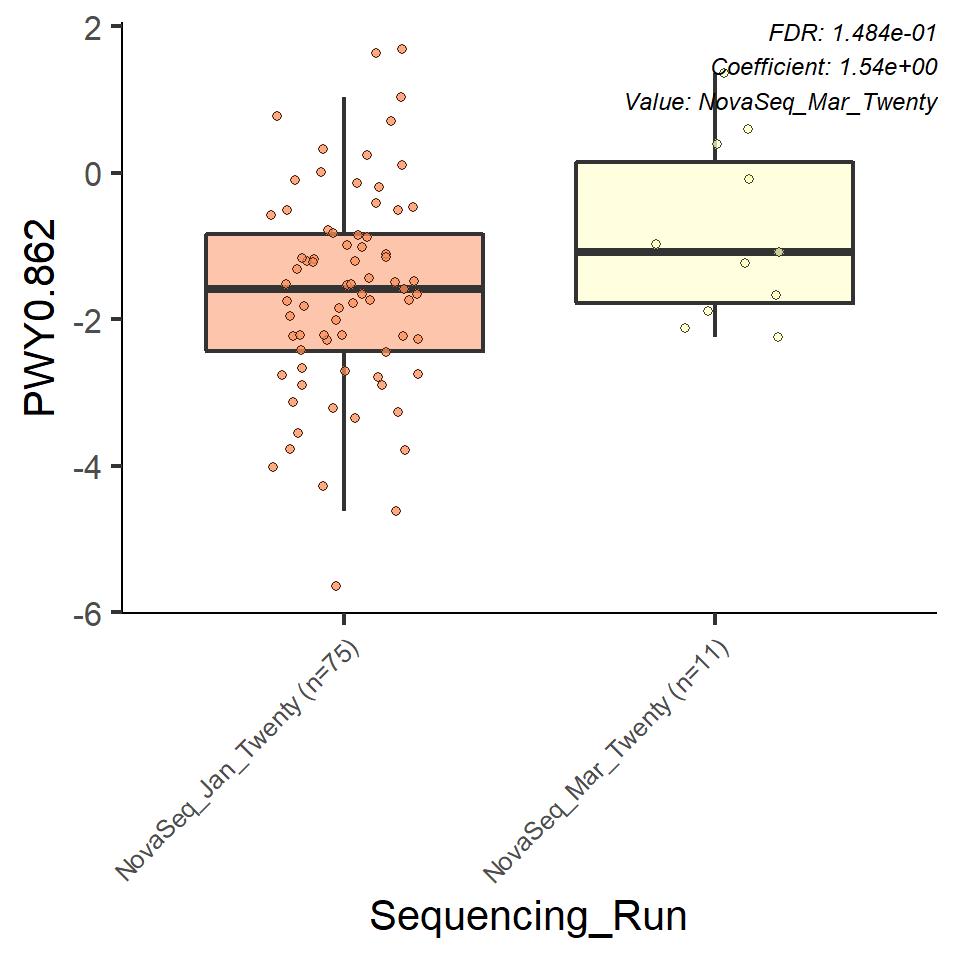 FDR: 1.484e-01
Coefficient: 1.54e+00
Value: NovaSeq_Mar_Twenty
PWY0.862
2
0
-2
-4
-6
NovaSeq_Jan_Twenty (n=75)
NovaSeq_Mar_Twenty (n=11)
Sequencing_Run